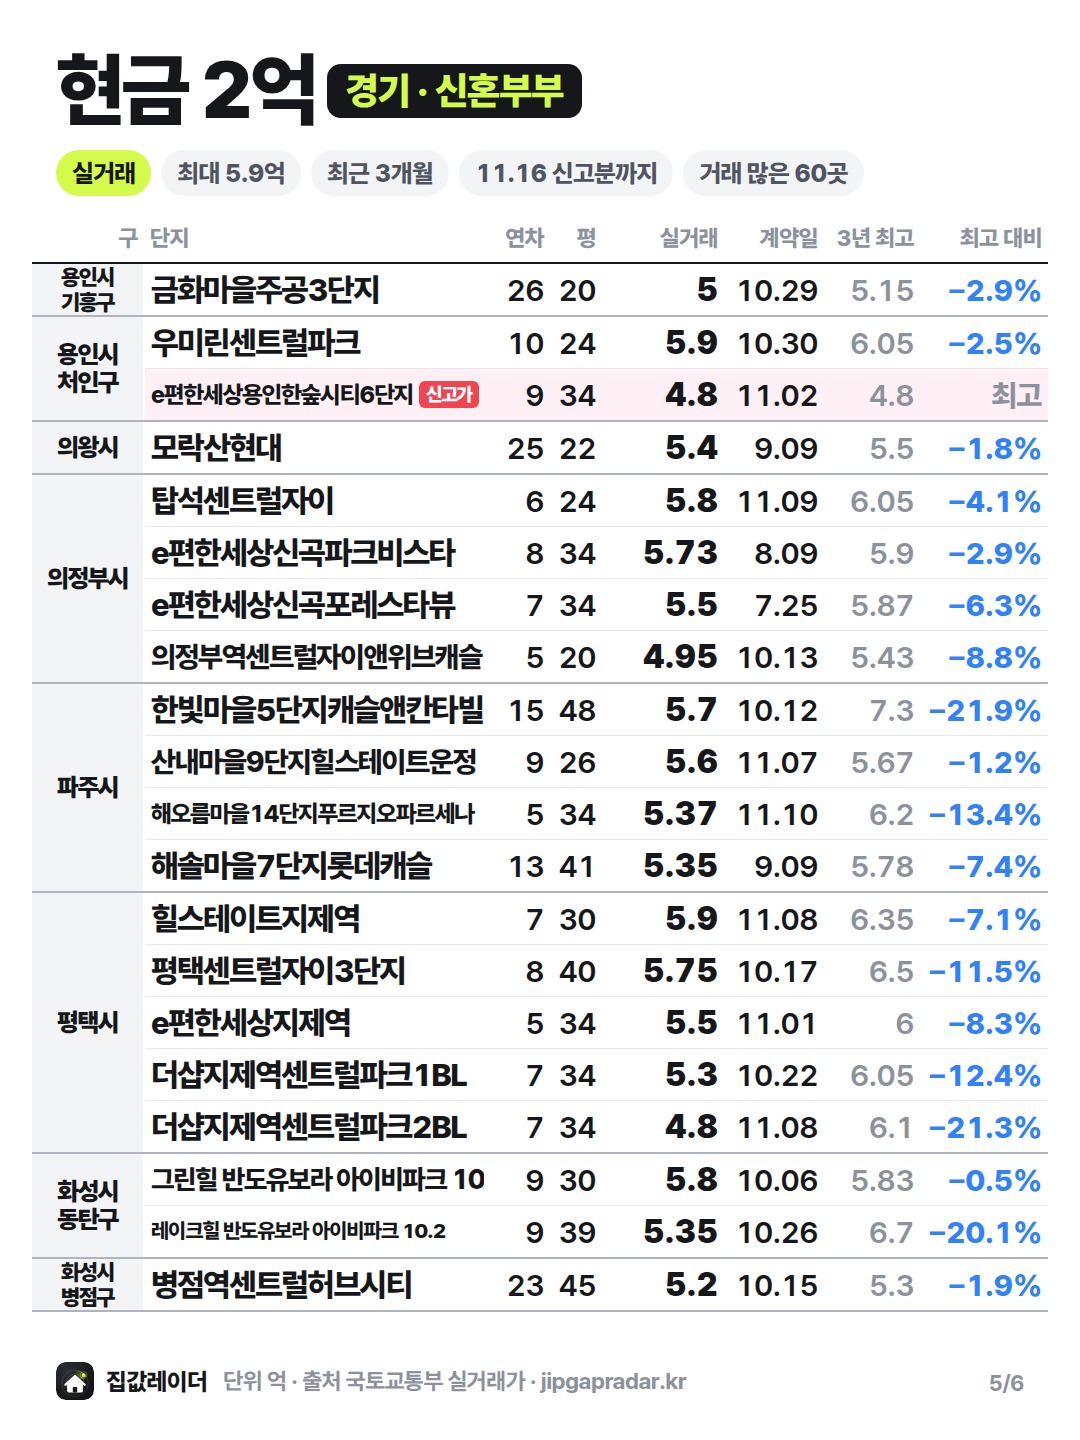 현금 2억 경기 · 신혼부부
실거래 최대 5.9억 최근 3개월 11.16 신고분까지 거래 많은 60곳
구 단지 연차 평 실거래 계약일 3년 최고 최고 대비
용인시 기흥구 금화마을주공3단지 26 20 5 10.29 5.15 −2.9%
용인시 처인구 우미린센트럴파크 10 24 5.9 10.30 6.05 −2.5%
e편한세상용인한숲시티6단지 신고가 9 34 4.8 11.02 4.8 최고
의왕시 모락산현대 25 22 5.4 9.09 5.5 −1.8%
의정부시 탑석센트럴자이 6 24 5.8 11.09 6.05 −4.1%
e편한세상신곡파크비스타 8 34 5.73 8.09 5.9 −2.9%
e편한세상신곡포레스타뷰 7 34 5.5 7.25 5.87 −6.3%
의정부역센트럴자이앤위브캐슬 5 20 4.95 10.13 5.43 −8.8%
파주시 한빛마을5단지캐슬앤칸타빌 15 48 5.7 10.12 7.3 −21.9%
산내마을9단지힐스테이트운정 9 26 5.6 11.07 5.67 −1.2%
해오름마을14단지푸르지오파르세나 5 34 5.37 11.10 6.2 −13.4%
해솔마을7단지롯데캐슬 13 41 5.35 9.09 5.78 −7.4%
평택시 힐스테이트지제역 7 30 5.9 11.08 6.35 −7.1%
평택센트럴자이3단지 8 40 5.75 10.17 6.5 −11.5%
e편한세상지제역 5 34 5.5 11.01 6 −8.3%
더샵지제역센트럴파크1BL 7 34 5.3 10.22 6.05 −12.4%
더샵지제역센트럴파크2BL 7 34 4.8 11.08 6.1 −21.3%
화성시 동탄구 그린힐 반도유보라 아이비파크 10 9 30 5.8 10.06 5.83 −0.5%
레이크힐 반도유보라 아이비파크 10.2 9 39 5.35 10.26 6.7 −20.1%
화성시 병점구 병점역센트럴허브시티 23 45 5.2 10.15 5.3 −1.9%
집값레이더 단위 억 · 출처 국토교통부 실거래가 · jipgapradar.kr 5/6